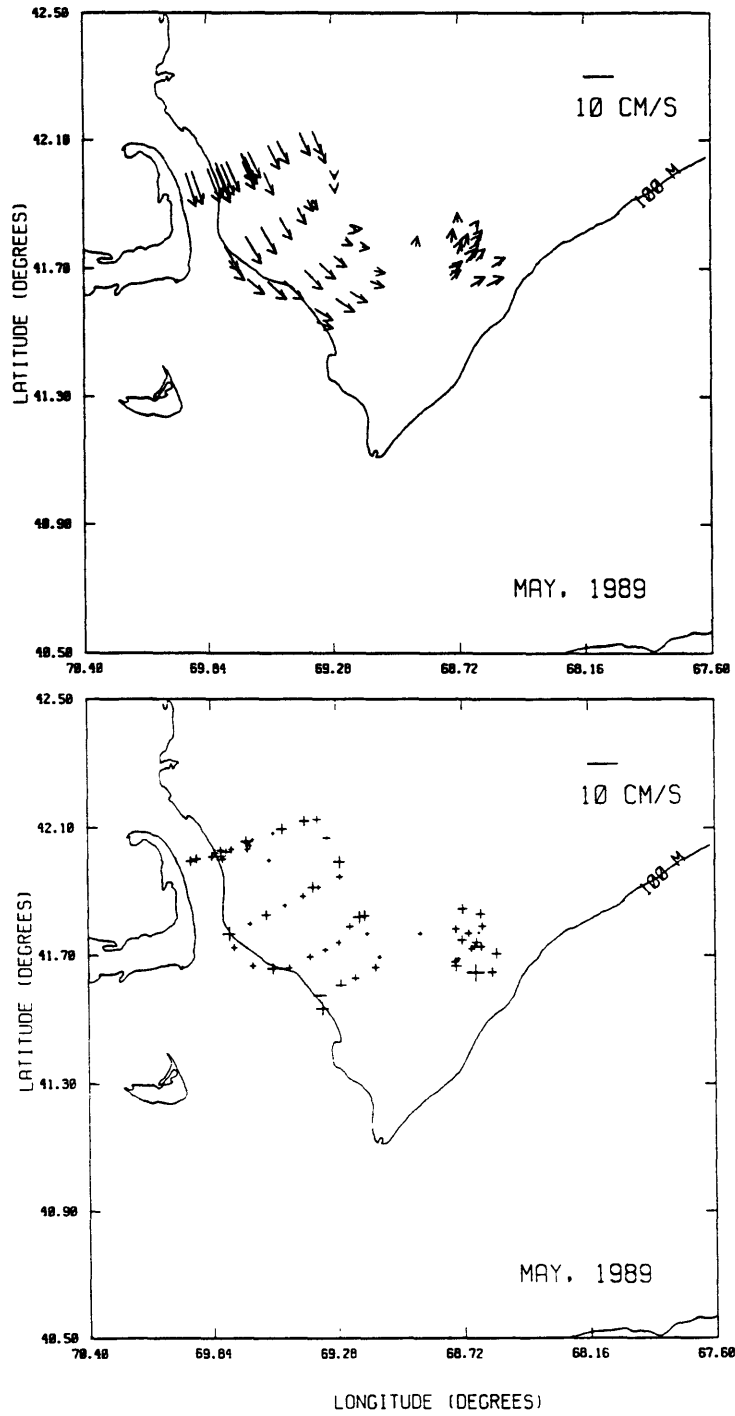 42.50
10 CM/S
42.10
100 M
LATITUDE (DEGREES)
41.70
41.30
40.90
MAY, 1989
40.50
70.40
69.84
69.28
68.72
68.16
67.60
42.50
10 CM/S
42.10
100 M
LATITUDE (DEGREES)
41.70
41.30
40.90
MAY, 1989
40.50
70.40
69.84
69.28
68.72
68.16
67.60
LONGITUDE (DEGREES)